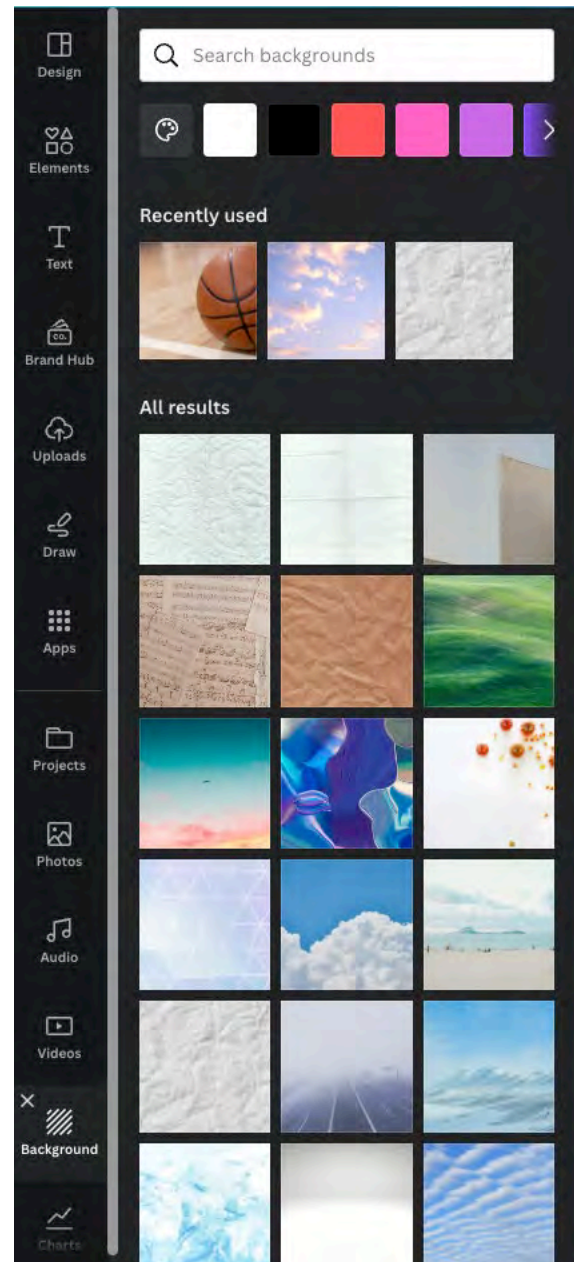 Design
Elements
Text
CO.
Brand Hub
Uploads
Draw
Apps
Projects
Photos
Audio
Videos
Background
Charts
Search backgrounds
Recently used
All results